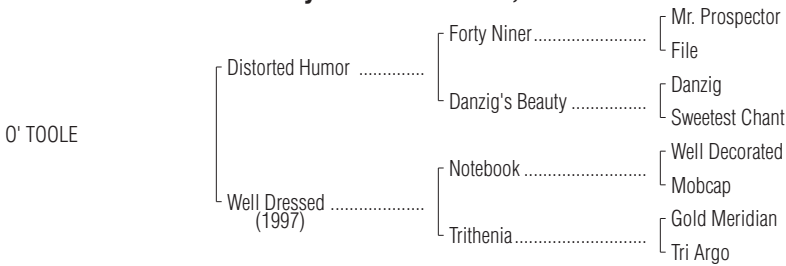 Mr. Prospector
Forty Niner..........................
File
Distorted Humor ...............
Danzig
Danzig's Beauty .................
Sweetest Chant
O' TOOLE
Well Decorated
Notebook ............................
Mobcap
Well Dressed .....................
(1997)
Gold Meridian
Trithenia..............................
Tri Argo